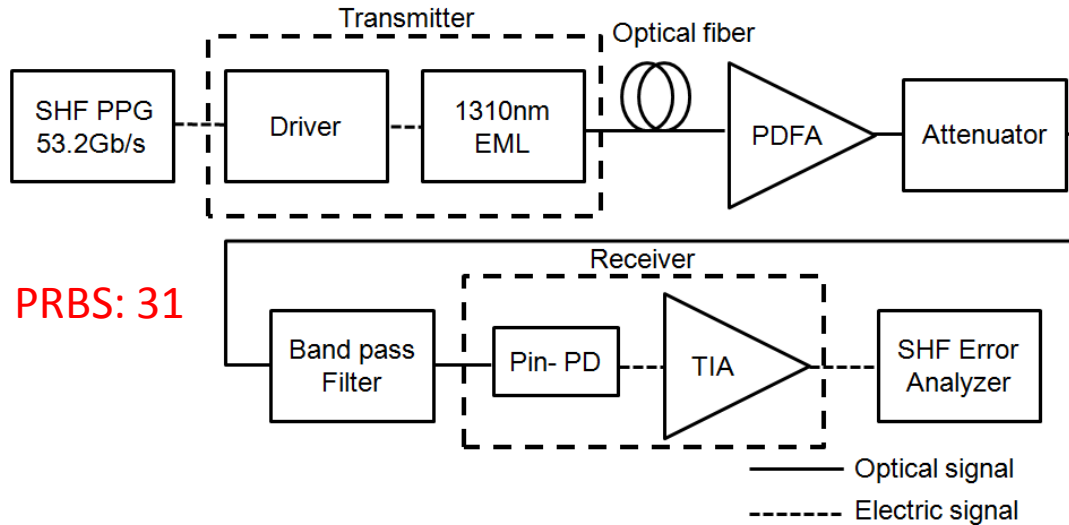 Transmitter
Optical fiber
SHF PPG
53.2Gb/s
Driver
1310nm
EML
PDFA
Attenuator
Receiver
PRBS: 31
Band pass
Filter
Pin- PD
TIA
SHF Error
Analyzer
Optical signal
Electric signal